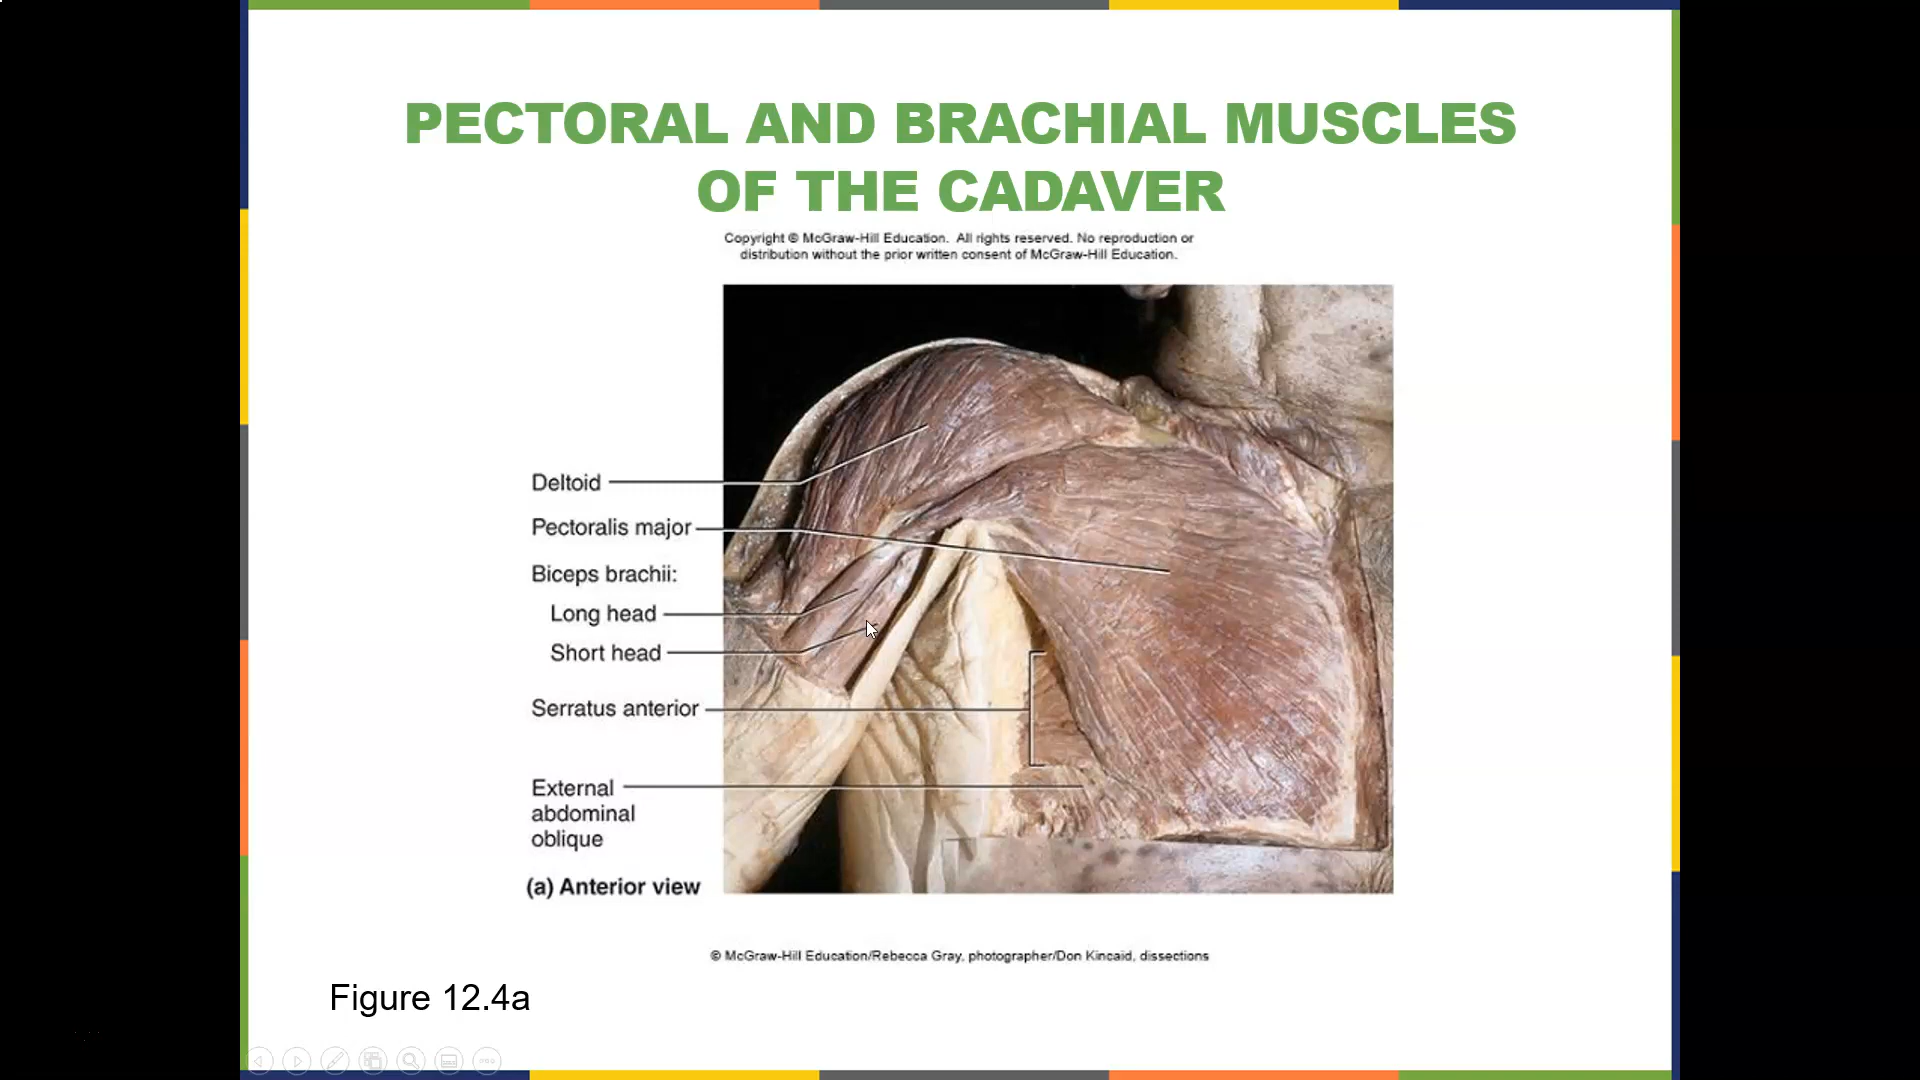 PECTORAL AND BRACHIAL MUSCLES
OF THE CADAVER
Copyright © McGraw-Hill Education. All rights reserved. No reproduction or
distribution without the prior written consent of McGraw-Hill Education.
Deltoid
Pectoralis major
Biceps brachii:
Long head
Short head
Serratus anterior
External
abdominal
oblique
(a) Anterior view
© McGraw-Hill Education/Rebecca Gray, photographer/Don Kincaid, dissections
Figure 12.4a